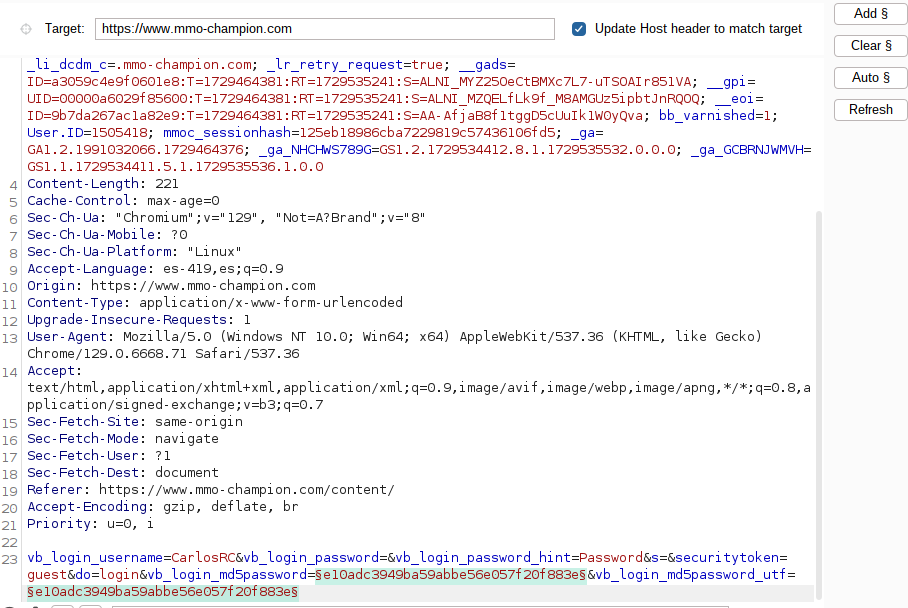 Target: https://www.mmo-champion.com Update Host header to match target
Add §
Clear §
Auto §
Refresh
_li_dcdm_c=.mmo-champion.com; _lr_retry_request=true; __gads=
ID=a3059c4e9f0601e8:T=1729464381:RT=1729535241:S=ALNI_MYZ25OeCtBMXc7L7-uTSOAIr851VA; __gpi=
UID=00000a6029f85600:T=1729464381:RT=1729535241:S=ALNI_MZQELfLk9f_M8AMGUz5ipbtJnRQOQ; __eoi=
ID=9b7da267ac1a82e9:T=1729464381:RT=1729535241:S=AA-AfjaB8f1tggD5cUuIk1WOyQva; bb_varnished=1;
User.ID=1505418; mmoc_sessionhash=125eb18986cba7229819c57436106fd5; _ga=
GA1.2.1991032066.1729464376; _ga_NHCHWS789G=GS1.2.1729534412.8.1.1729535532.0.0.0; _ga_GCBRNJWMVH=
GS1.1.1729534411.5.1.1729535536.1.0.0
4 Content-Length: 221
5 Cache-Control: max-age=0
6 Sec-Ch-Ua: "Chromium";v="129", "Not=A?Brand";v="8"
7 Sec-Ch-Ua-Mobile: ?0
8 Sec-Ch-Ua-Platform: "Linux"
9 Accept-Language: es-419,es;q=0.9
10 Origin: https://www.mmo-champion.com
11 Content-Type: application/x-www-form-urlencoded
12 Upgrade-Insecure-Requests: 1
13 User-Agent: Mozilla/5.0 (Windows NT 10.0; Win64; x64) AppleWebKit/537.36 (KHTML, like Gecko)
Chrome/129.0.6668.71 Safari/537.36
14 Accept:
text/html,application/xhtml+xml,application/xml;q=0.9,image/avif,image/webp,image/apng,*/*;q=0.8,a
pplication/signed-exchange;v=b3;q=0.7
15 Sec-Fetch-Site: same-origin
16 Sec-Fetch-Mode: navigate
17 Sec-Fetch-User: ?1
18 Sec-Fetch-Dest: document
19 Referer: https://www.mmo-champion.com/content/
20 Accept-Encoding: gzip, deflate, br
21 Priority: u=0, i
22
23 vb_login_username=CarlosRC&vb_login_password=&vb_login_password_hint=Password&s=&securitytoken=
guest&do=login&vb_login_md5password=§e10adc3949ba59abbe56e057f20f883e§&vb_login_md5password_utf=
§e10adc3949ba59abbe56e057f20f883e§